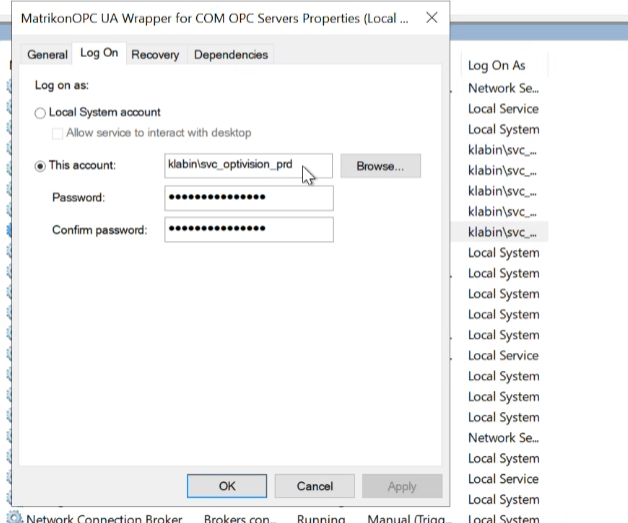 MatrikonOPC UA Wrapper for COM OPC Servers Properties (Local ...
General Log On Recovery Dependencies
Log on as:
Local System account
Allow service to interact with desktop
This account: klabin\svc_optivision_prd Browse...
Password: •••••••••••••••
Confirm password: •••••••••••••••
OK Cancel Apply
Log On As
Network Se...
Local Service
Local System
klabin\svc_...
klabin\svc_...
klabin\svc_...
klabin\svc_...
klabin\svc_...
Local System
Local System
Local System
Local System
Local System
Local Service
Local System
Local System
Local System
Network Se...
Local System
Local Service
Local System
Network Connection Broker Brokers con... Running Manual (Trigg... Local System